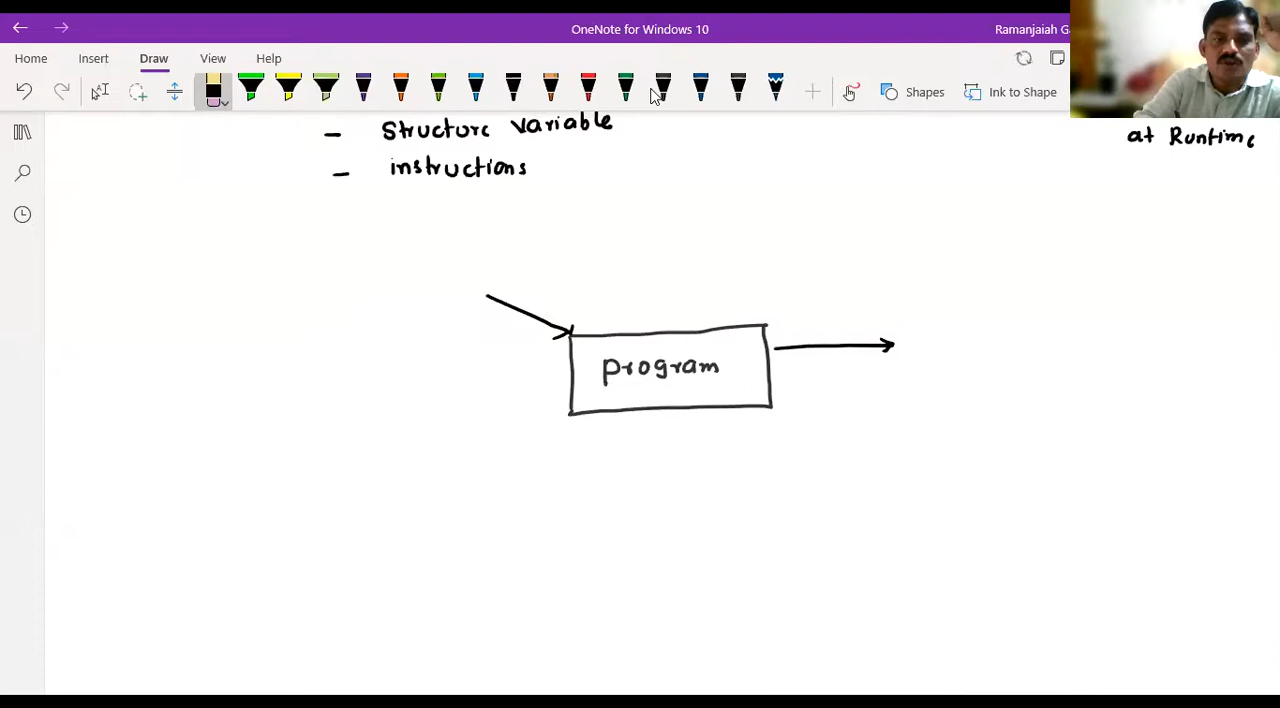 OneNote for Windows 10
Ramanjaiah Ga
Home Insert Draw View Help
Shapes Ink to Shape
- Structure variable
at Runtime
- instructions
program